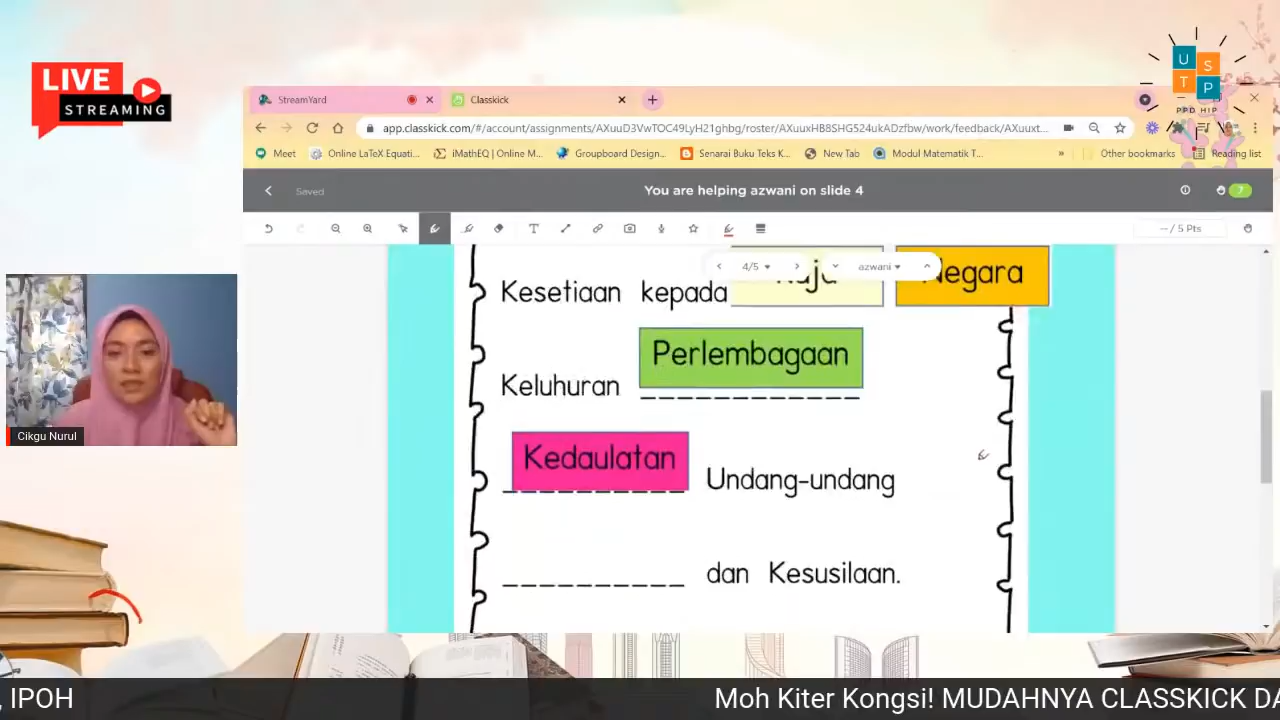 LIVE
STREAMING
U
S
T
P
PPD HIP
StreamYard
Classkick
app.classkick.com/#/account/assignments/AXuuD3VwTOC49LyH21ghbg/roster/AXuuxHB8SHG524ukADzfbw/work/feedback/AXuuxt...
Meet
Online LaTeX Equati...
iMathEQ | Online M...
Groupboard Design...
Senarai Buku Teks K...
New Tab
Modul Matematik T...
»
Other bookmarks
Reading list
Saved
You are helping azwani on slide 4
7
-- / 5 Pts
4/5
azwani
Kesetiaan kepada
Negara
Keluhuran Perlembagaan
Kedaulatan Undang-undang
dan Kesusilaan.
Cikgu Nurul
, IPOH
Moh Kiter Kongsi! MUDAHNYA CLASSKICK DA